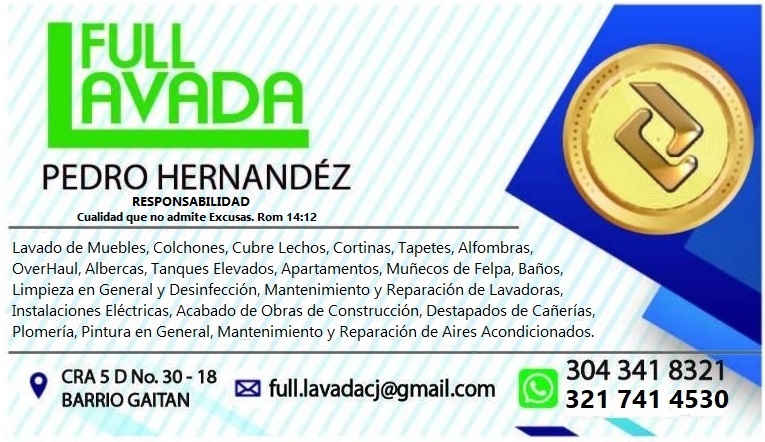 FULL
LAVADA
PEDRO HERNANDÉZ
RESPONSABILIDAD
Cualidad que no admite Excusas. Rom 14:12
Lavado de Muebles, Colchones, Cubre Lechos, Cortinas, Tapetes, Alfombras,
OverHaul, Albercas, Tanques Elevados, Apartamentos, Muñecos de Felpa, Baños,
Limpieza en General y Desinfección, Mantenimiento y Reparación de Lavadoras,
Instalaciones Eléctricas, Acabado de Obras de Construcción, Destapados de Cañerías,
Plomería, Pintura en General, Mantenimiento y Reparación de Aires Acondicionados.
CRA 5 D No. 30 - 18
BARRIO GAITAN
full.lavadacj@gmail.com
304 341 8321
321 741 4530